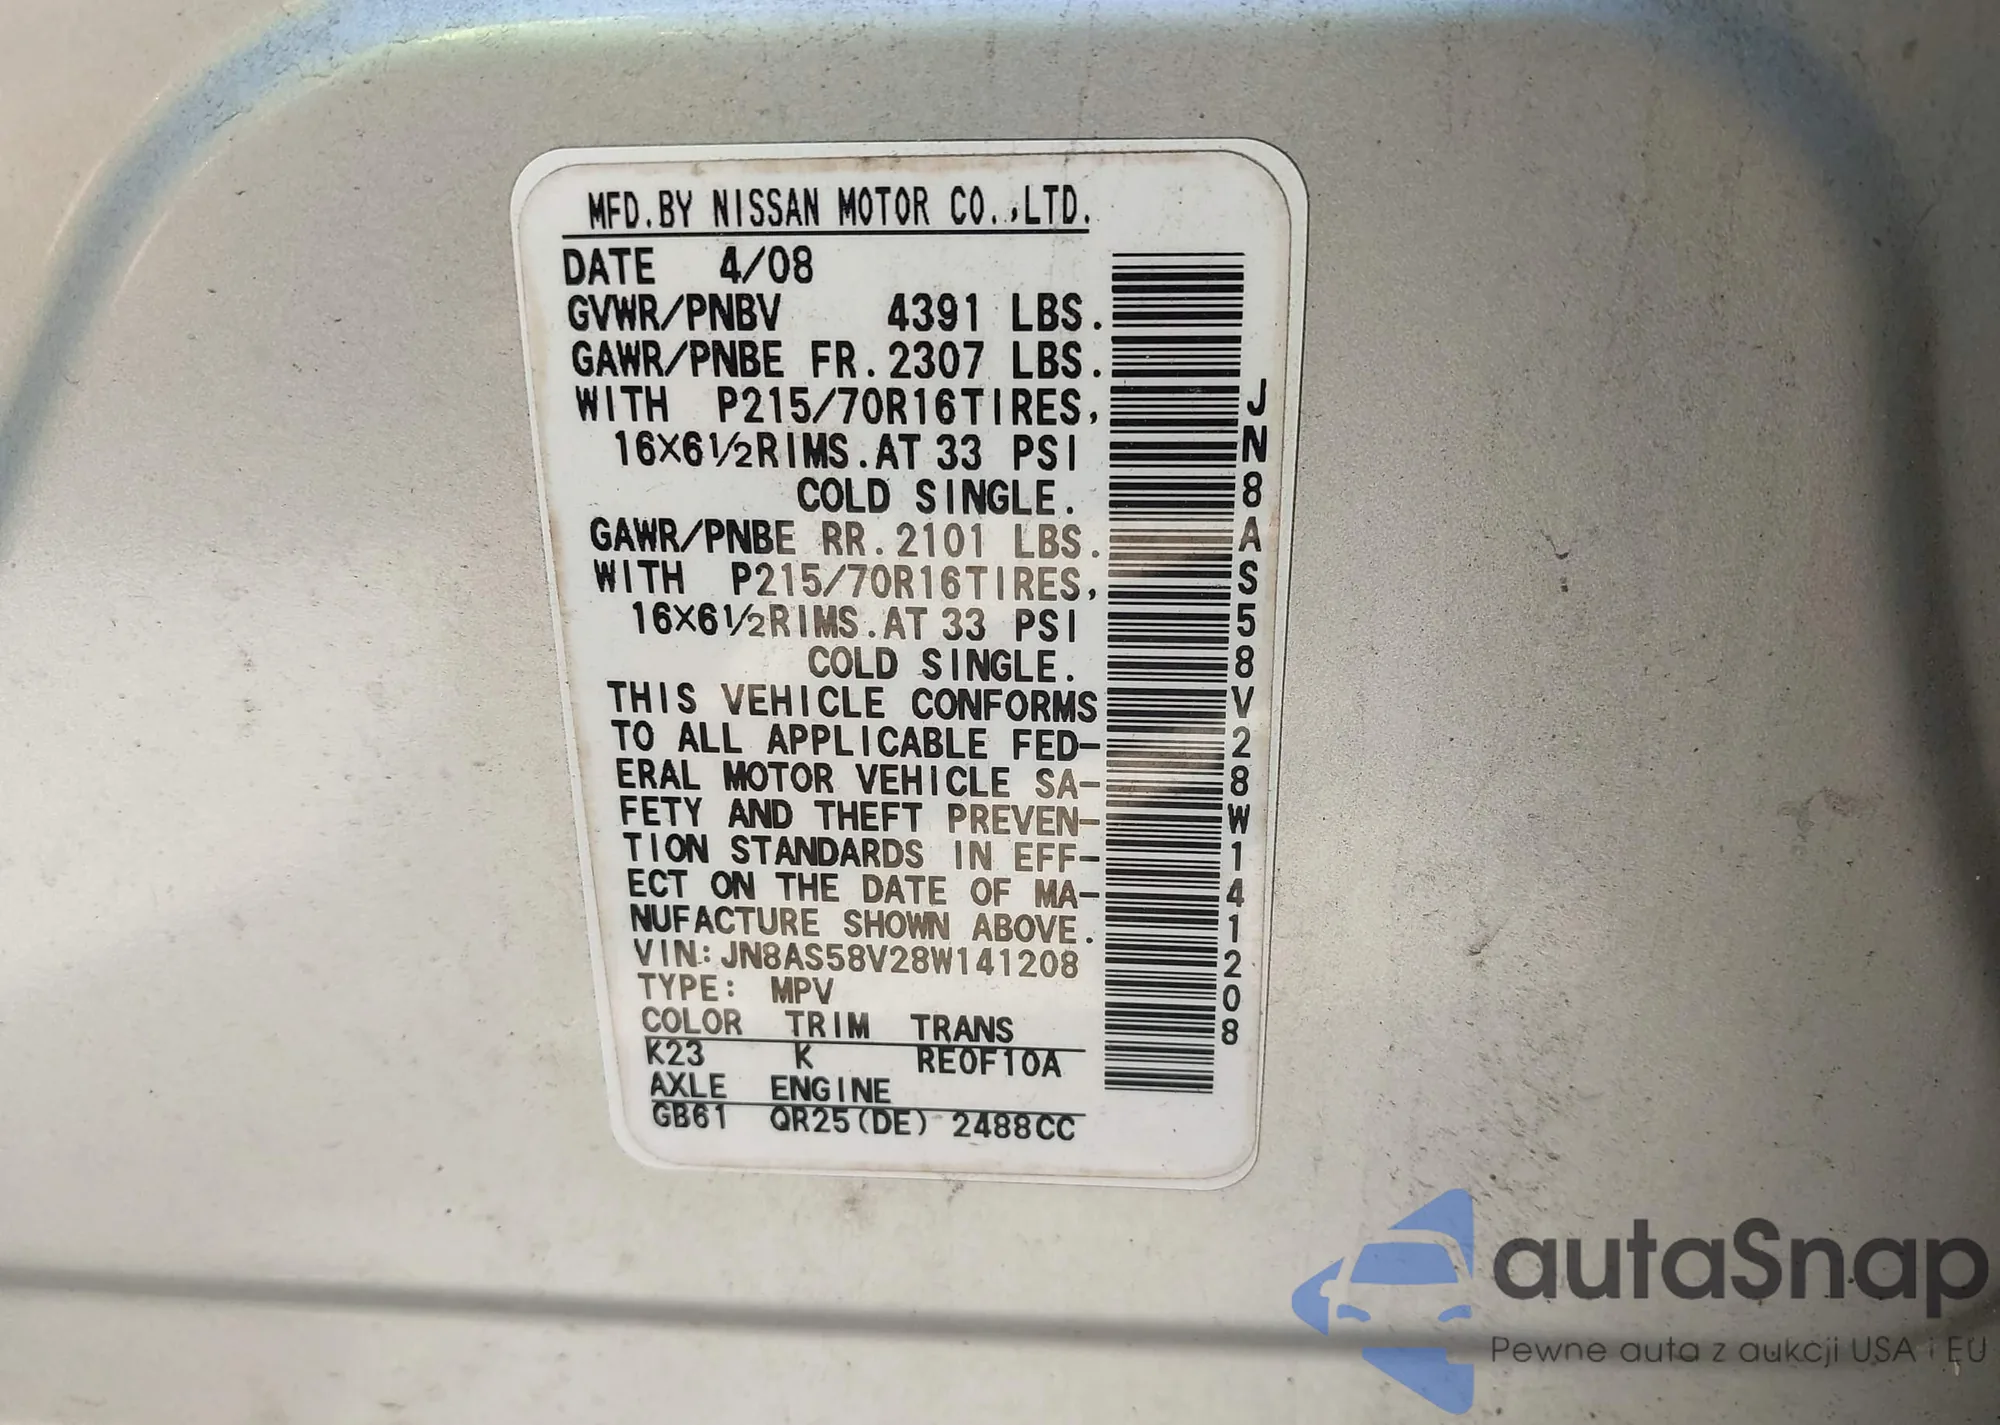 MFD.BY NISSAN MOTOR CO.,LTD.
DATE 4/08
GVWR/PNBV 4391 LBS.
GAWR/PNBE FR. 2307 LBS.
WITH P215/70R16TIRES,
16×6½RIMS.AT 33 PSI
COLD SINGLE.
GAWR/PNBE RR. 2101 LBS.
WITH P215/70R16TIRES,
16×6½RIMS.AT 33 PSI
COLD SINGLE.
THIS VEHICLE CONFORMS
TO ALL APPLICABLE FED-
ERAL MOTOR VEHICLE SA-
FETY AND THEFT PREVEN-
TION STANDARDS IN EFF-
ECT ON THE DATE OF MA-
NUFACTURE SHOWN ABOVE.
VIN:JN8AS58V28W141208
TYPE: MPV
COLOR TRIM TRANS
K23 K RE0F10A
AXLE ENGINE
GB61 QR25(DE) 2488CC
JN8AS58V28W141208
autaSnap
Pewne auta z aukcji USA i EU